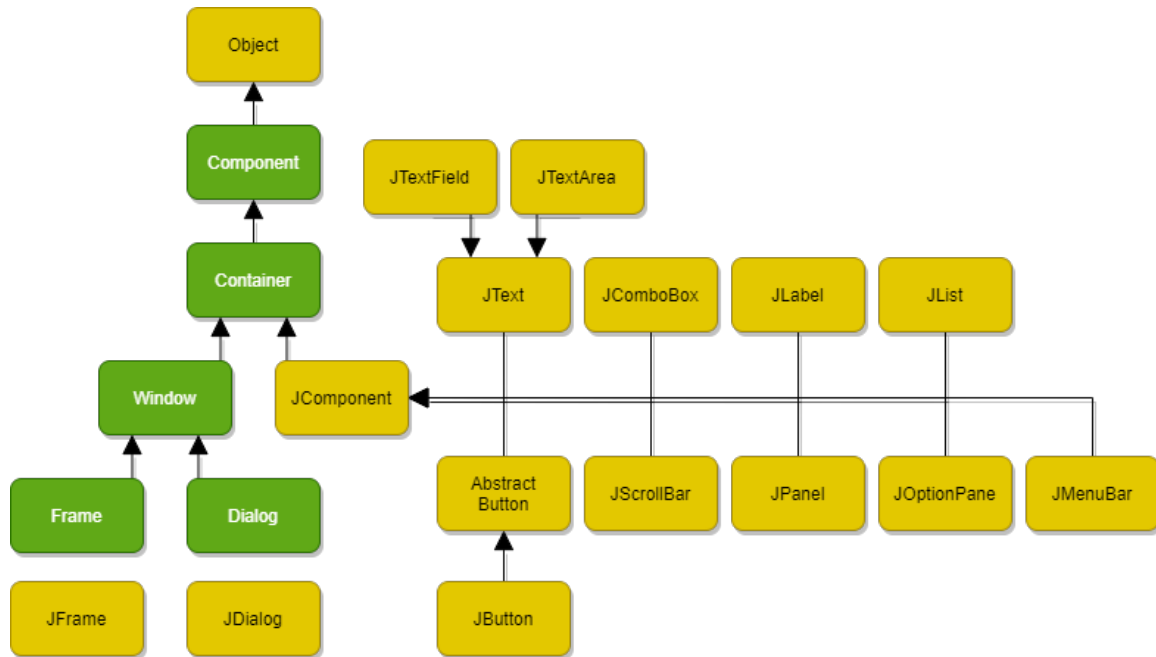 Object
Component
JTextField
JTextArea
Container
JText
JComboBox
JLabel
JList
Window
JComponent
Frame
Dialog
Abstract
Button
JScrollBar
JPanel
JOptionPane
JMenuBar
JFrame
JDialog
JButton